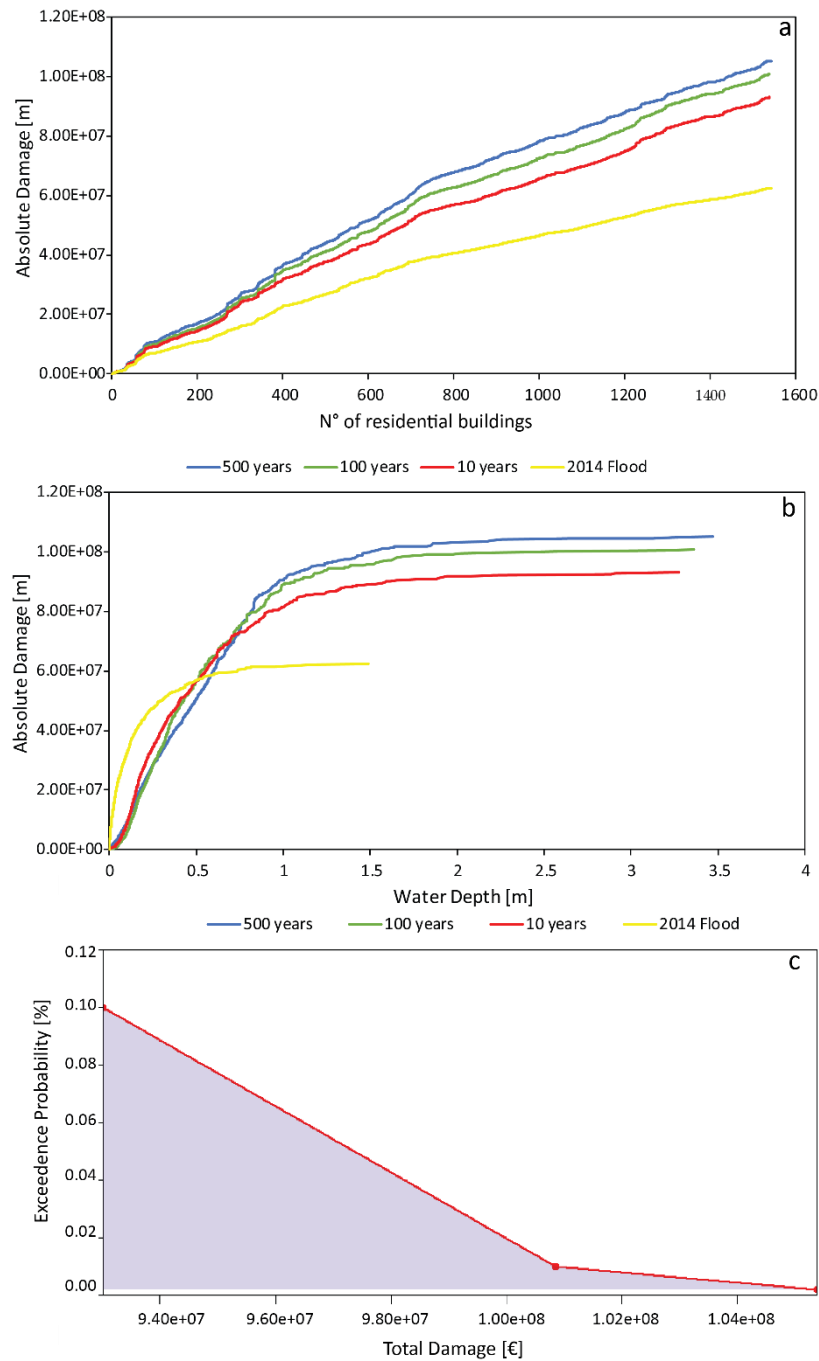 a
1.20E+08
1.00E+08
8.00E+07
6.00E+07
4.00E+07
2.00E+07
0.00E+00
Absolute Damage [m]
0 200 400 600 800 1000 1200 1400 1600
N° of residential buildings
500 years 100 years 10 years 2014 Flood
b
1.20E+08
1.00E+08
8.00E+07
6.00E+07
4.00E+07
2.00E+07
0.00E+00
Absolute Damage [m]
0 0.5 1 1.5 2 2.5 3 3.5 4
Water Depth [m]
500 years 100 years 10 years 2014 Flood
c
0.12
0.10
0.08
0.06
0.04
0.02
0.00
Exceedence Probability [%]
9.40e+07 9.60e+07 9.80e+07 1.00e+08 1.02e+08 1.04e+08
Total Damage [€]